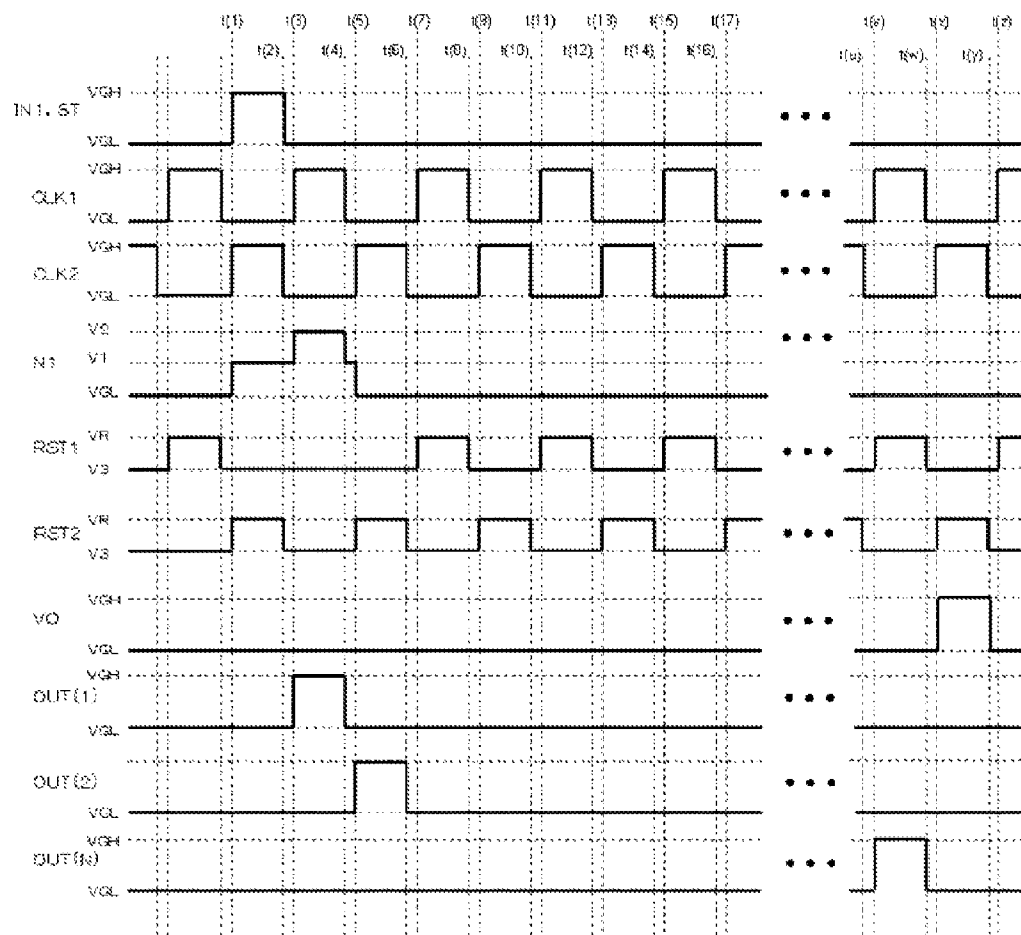 t(1) t(3) t(5) t(7) t(9) t(11) t(13) t(15) t(17) t(v) t(x) t(z)
t(2) t(4) t(6) t(8) t(10) t(12) t(14) t(16) t(u) t(w) t(y)
VGH
IN1, ST
VGL
VGH
CLK1
VGL
VGH
CLK2
VGL
V2
N1 V1
VGL
VR
RST1
V3
VR
RST2
V3
VGH
VGL
VGH
OUT(1)
VGL
OUT(2)
VGL
VGH
OUT(N)
VGL